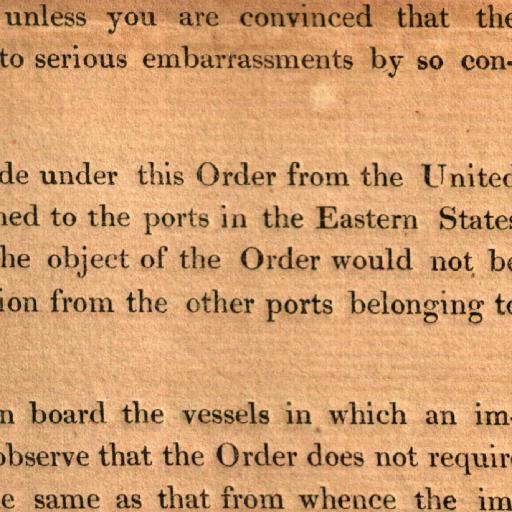 unless you are convinced that the
to serious embarrassments by so con-
de under this Order from the United
ned to the ports in the Eastern States
he object of the Order would not be
ion from the other ports belonging to
n board the vessels in which an im-
observe that the Order does not require
e same as that from whence the im-